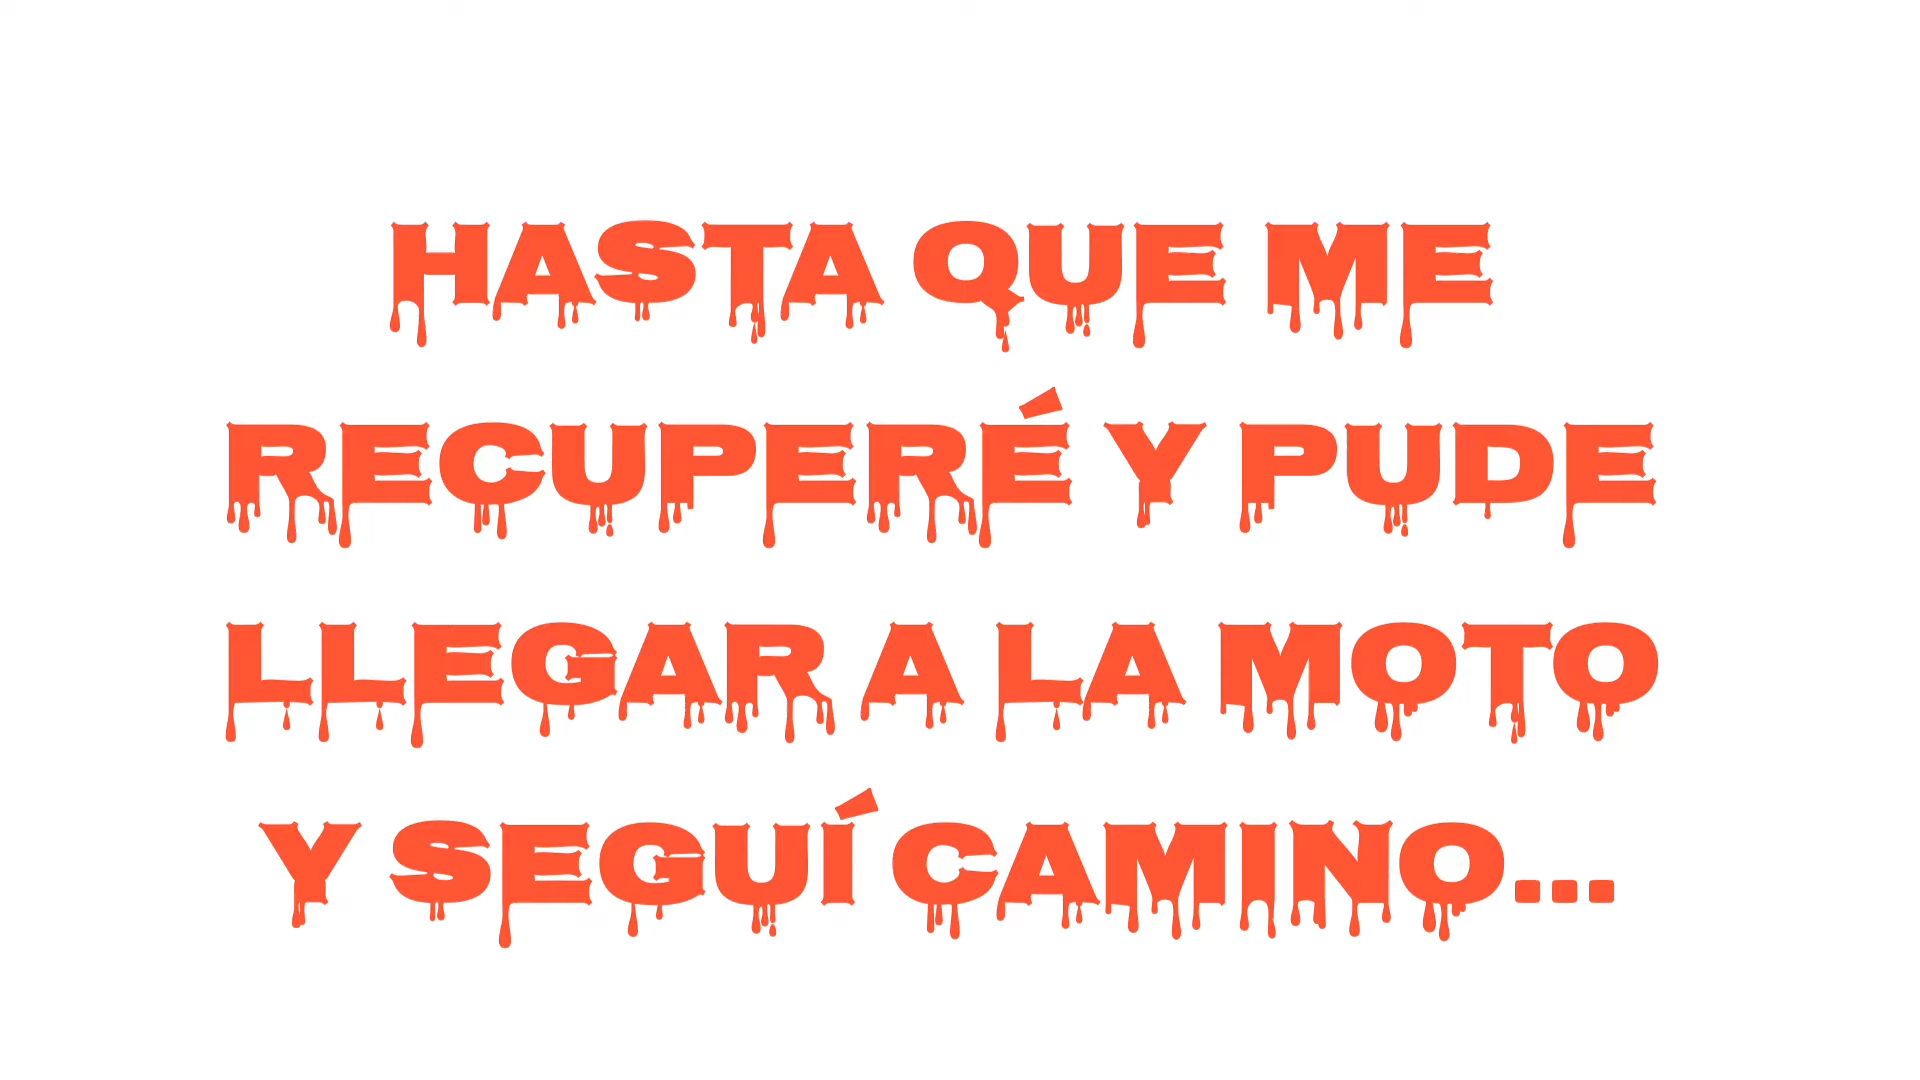 HASTA QUE ME
RECUPERÉ Y PUDE
LLEGAR A LA MOTO
Y SEGUÍ CAMINO...